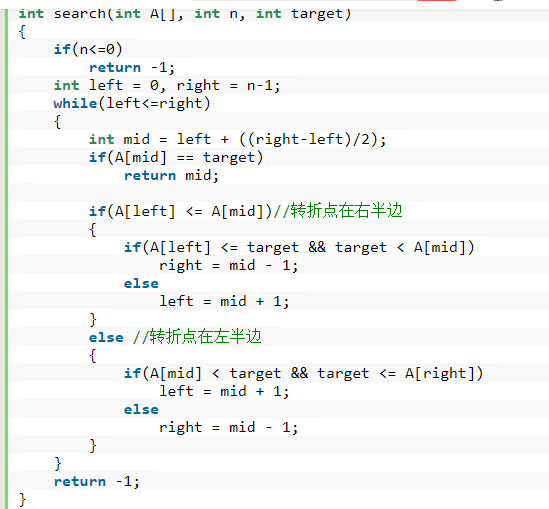 int search(int A[], int n, int target)
{
    if(n<=0)
        return -1;
    int left = 0, right = n-1;
    while(left<=right)
    {
        int mid = left + ((right-left)/2);
        if(A[mid] == target)
            return mid;

        if(A[left] <= A[mid])//转折点在右半边
        {
            if(A[left] <= target && target < A[mid])
                right = mid - 1;
            else
                left = mid + 1;
        }
        else //转折点在左半边
        {
            if(A[mid] < target && target <= A[right])
                left = mid + 1;
            else
                right = mid - 1;
        }
    }
    return -1;
}